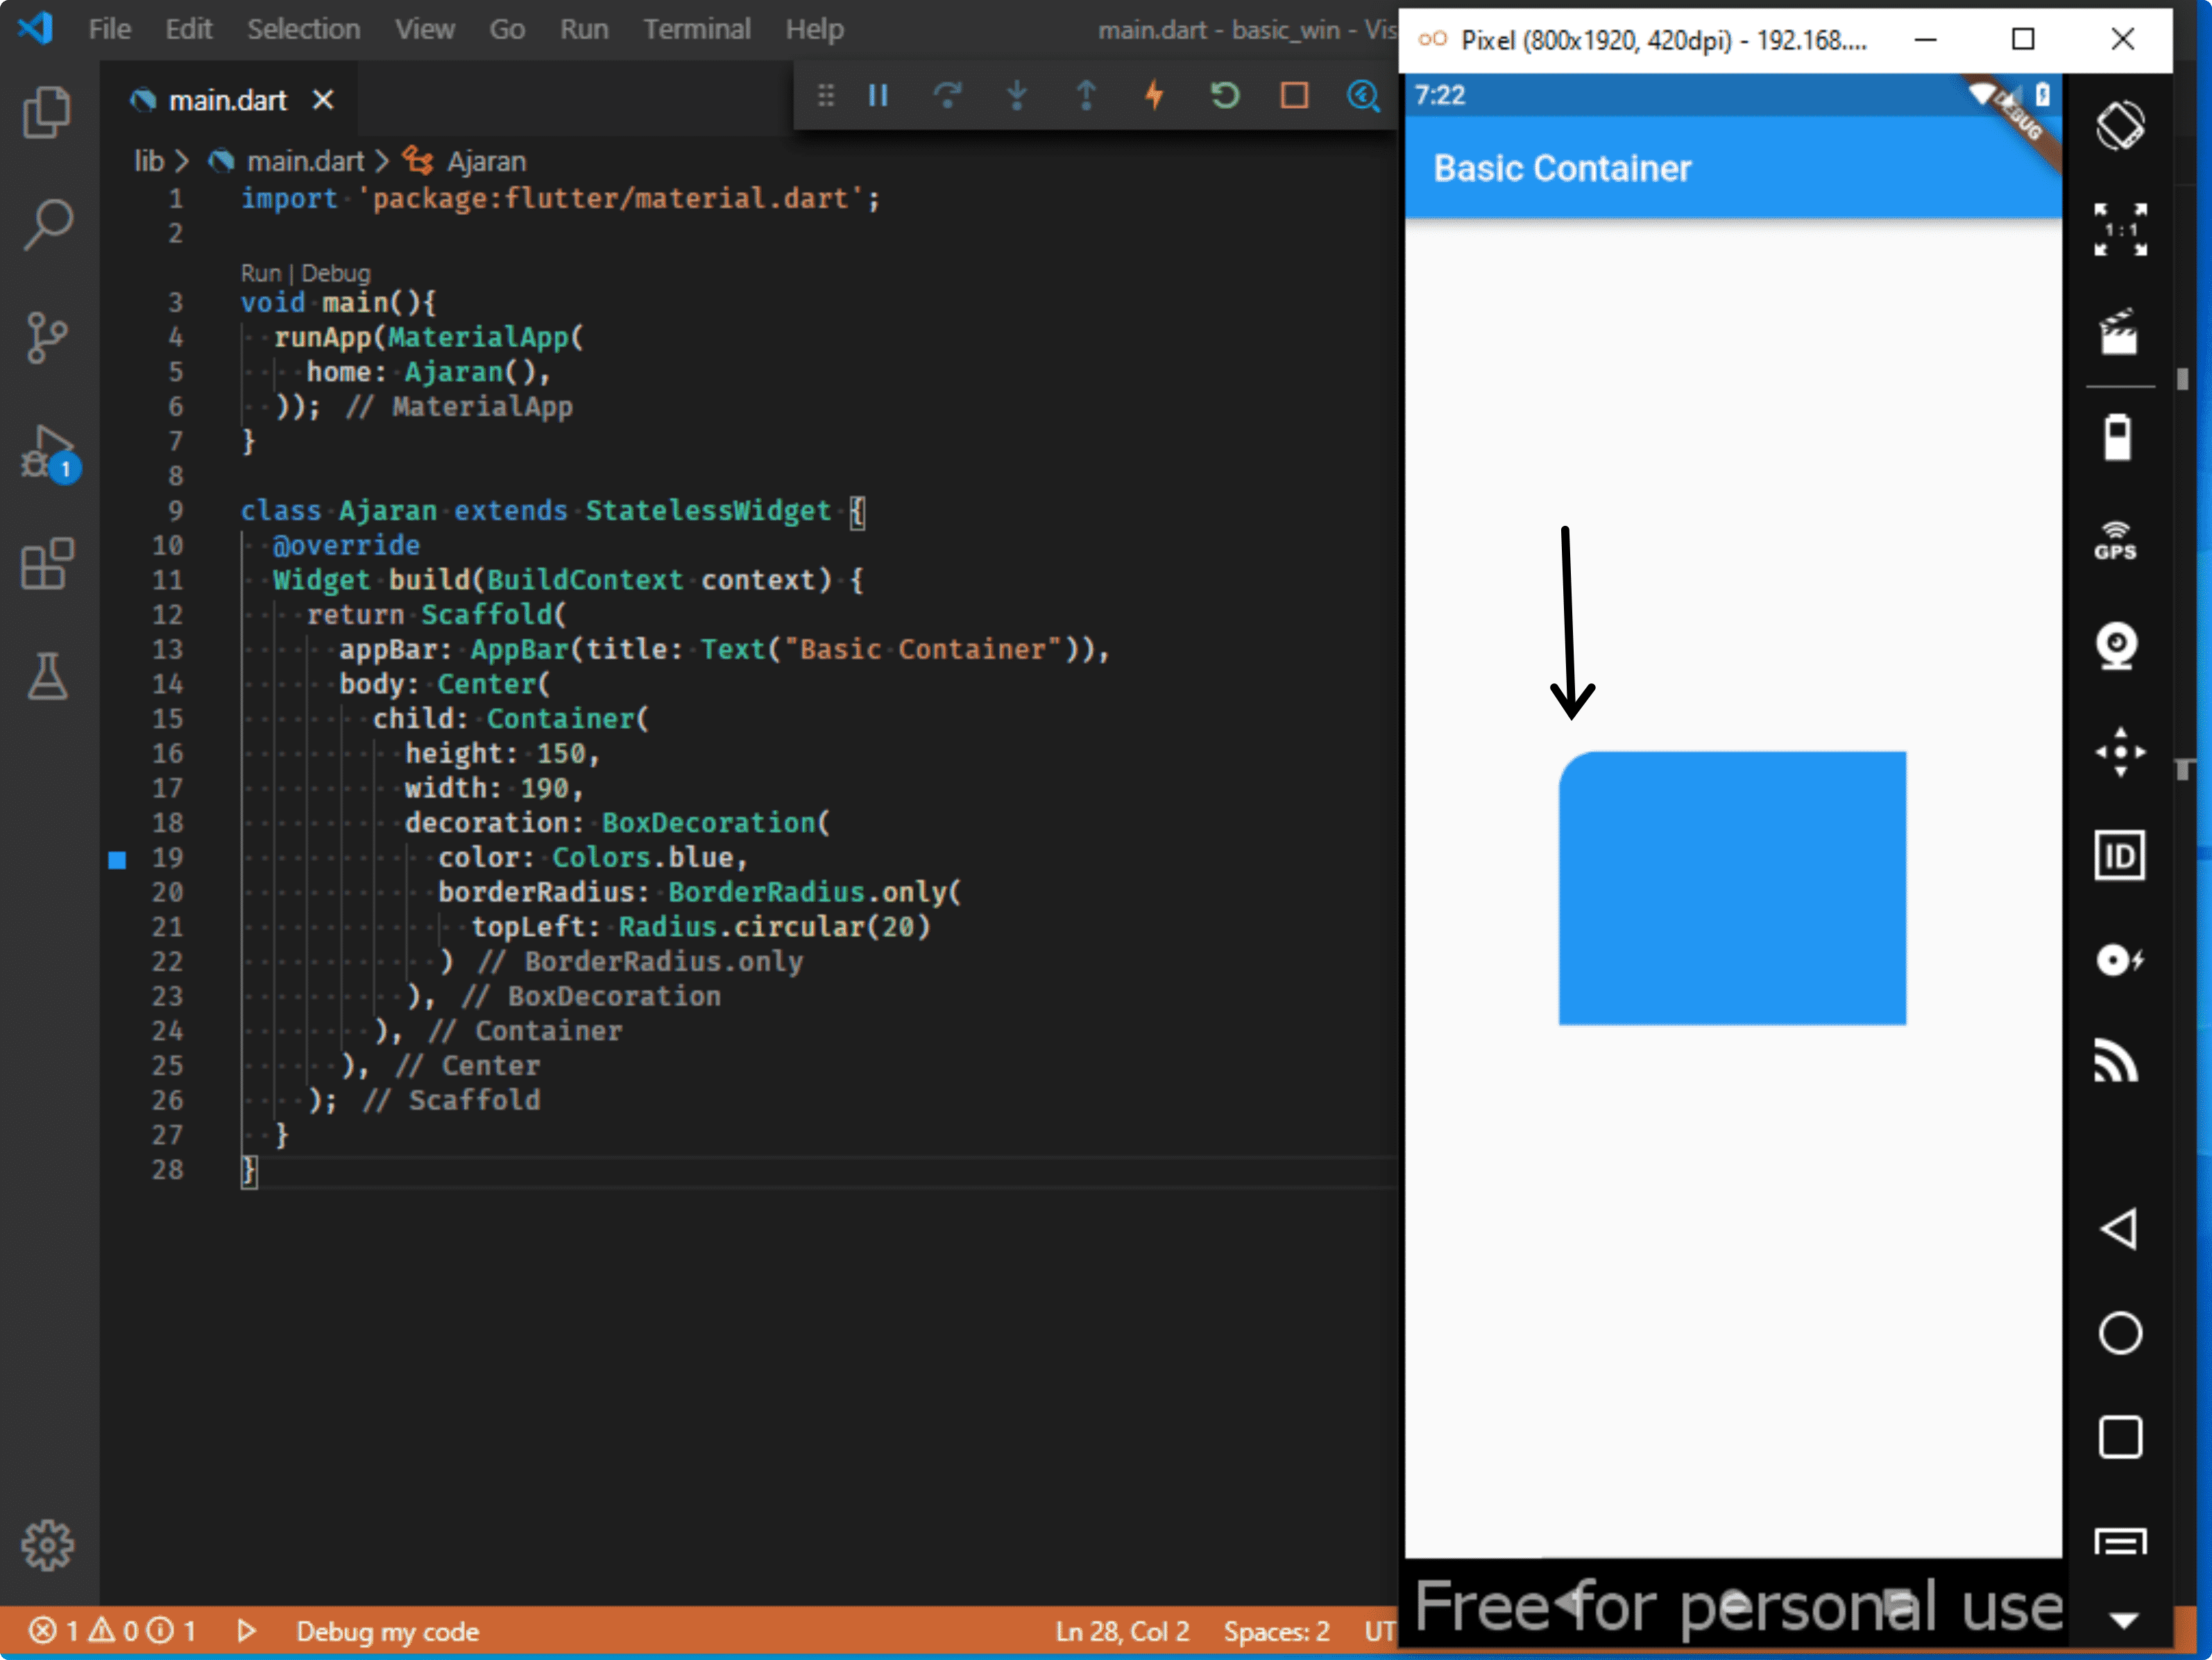 File Edit Selection View Go Run Terminal Help
main.dart - basic_win - Vis
main.dart
lib > main.dart > Ajaran
1 import 'package:flutter/material.dart';
2
Run | Debug
3 void main(){
4 runApp(MaterialApp(
5 home: Ajaran(),
6 )); // MaterialApp
7 }
8
9 class Ajaran extends StatelessWidget {
10 @override
11 Widget build(BuildContext context) {
12 return Scaffold(
13 appBar: AppBar(title: Text("Basic Container")),
14 body: Center(
15 child: Container(
16 height: 150,
17 width: 190,
18 decoration: BoxDecoration(
19 color: Colors.blue,
20 borderRadius: BorderRadius.only(
21 topLeft: Radius.circular(20)
22 ) // BorderRadius.only
23 ), // BoxDecoration
24 ), // Container
25 ), // Center
26 ); // Scaffold
27 }
28 }
1
1 0 1 Debug my code
Ln 28, Col 2 Spaces: 2 UT
Pixel (800x1920, 420dpi) - 192.168....
7:22
DEBUG
Basic Container
1:1
GPS
ID
Free for personal use